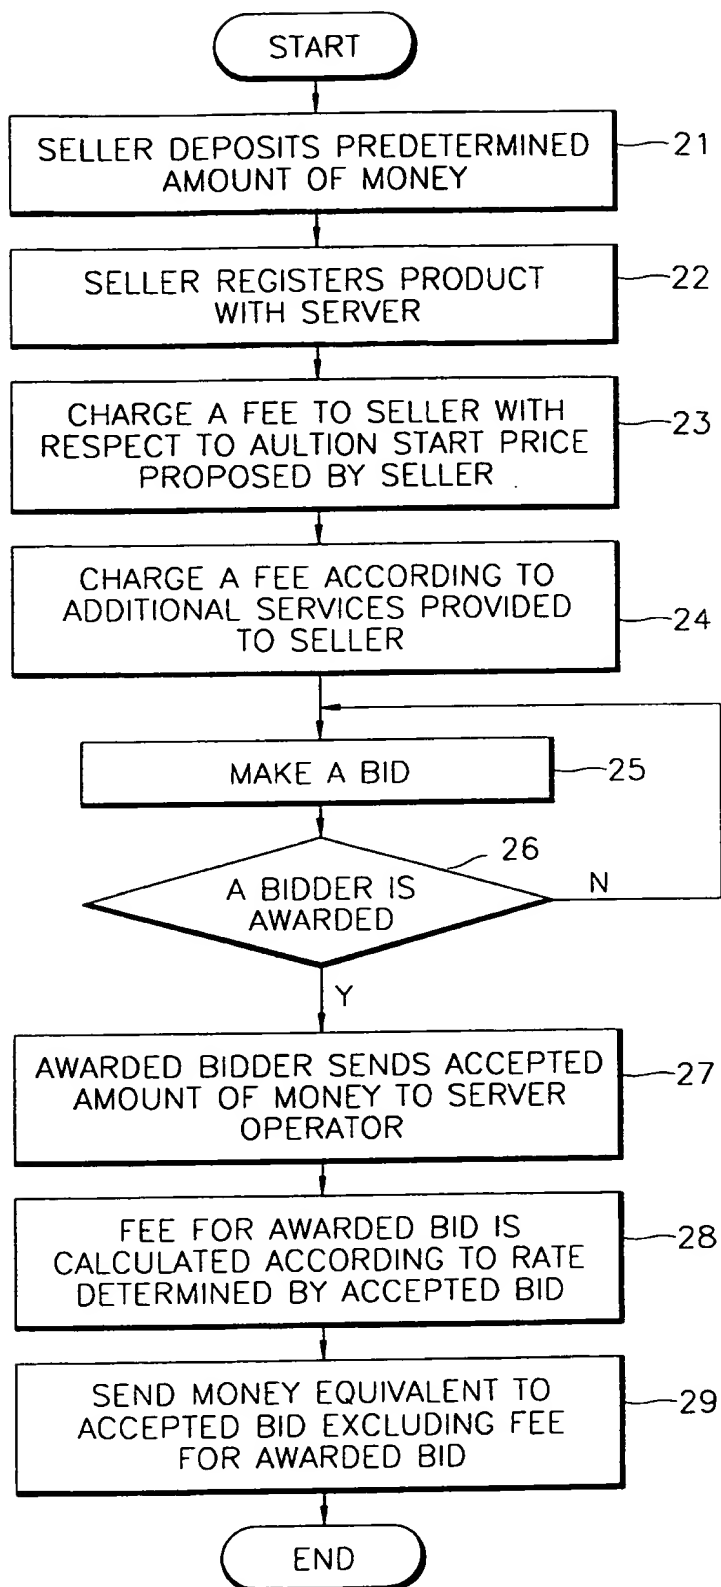 START
SELLER DEPOSITS PREDETERMINED
AMOUNT OF MONEY
21
SELLER REGISTERS PRODUCT
WITH SERVER
22
CHARGE A FEE TO SELLER WITH
RESPECT TO AULTION START PRICE
PROPOSED BY SELLER
23
CHARGE A FEE ACCORDING TO
ADDITIONAL SERVICES PROVIDED
TO SELLER
24
MAKE A BID
25
26
A BIDDER IS
AWARDED
N
Y
AWARDED BIDDER SENDS ACCEPTED
AMOUNT OF MONEY TO SERVER
OPERATOR
27
FEE FOR AWARDED BID IS
CALCULATED ACCORDING TO RATE
DETERMINED BY ACCEPTED BID
28
SEND MONEY EQUIVALENT TO
ACCEPTED BID EXCLUDING FEE
FOR AWARDED BID
29
END